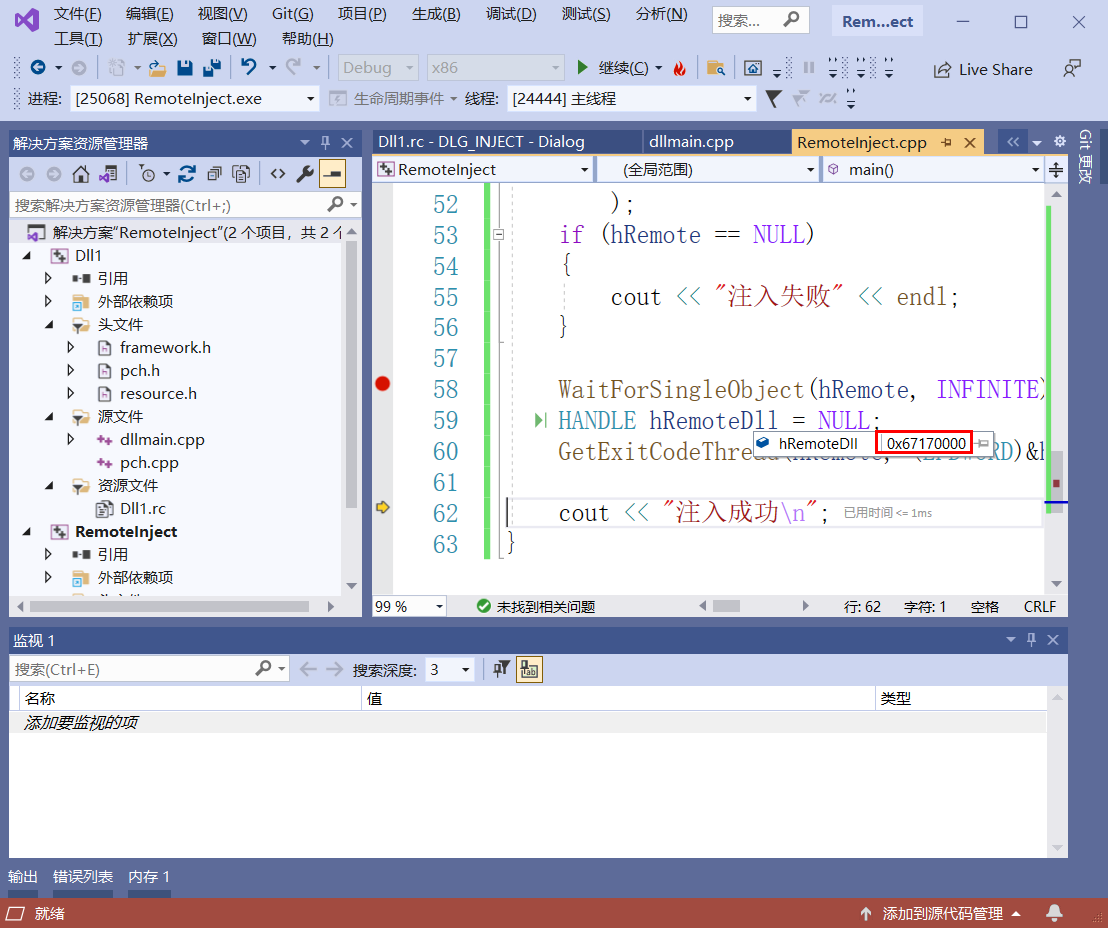 文件(F) 编辑(E) 视图(V) Git(G) 项目(P) 生成(B) 调试(D) 测试(S) 分析(N) 搜索... Rem...ect
工具(T) 扩展(X) 窗口(W) 帮助(H)
Debug x86 继续(C) Live Share
进程: [25068] RemoteInject.exe 生命周期事件 线程: [24444] 主线程
解决方案资源管理器
搜索解决方案资源管理器(Ctrl+;)
解决方案"RemoteInject"(2 个项目，共 2 个
Dll1
引用
外部依赖项
头文件
framework.h
pch.h
resource.h
源文件
dllmain.cpp
pch.cpp
资源文件
Dll1.rc
RemoteInject
引用
外部依赖项
Dll1.rc - DLG_INJECT - Dialog dllmain.cpp RemoteInject.cpp
RemoteInject (全局范围) main()
52 );
53 if (hRemote == NULL)
54 {
55 cout << "注入失败" << endl;
56 }
57
58 WaitForSingleObject(hRemote, INFINITE)
59 HANDLE hRemoteDll = NULL;
hRemoteDll 0x67170000
60 GetExitCodeThread(hRemote, (LPDWORD)&h
61
62 cout << "注入成功\n"; 已用时间 <= 1ms
63 }
99 % 未找到相关问题 行: 62 字符: 1 空格 CRLF
Git 更改
监视 1
搜索(Ctrl+E) 搜索深度: 3
名称 值 类型
添加要监视的项
输出 错误列表 内存 1
就绪 添加到源代码管理